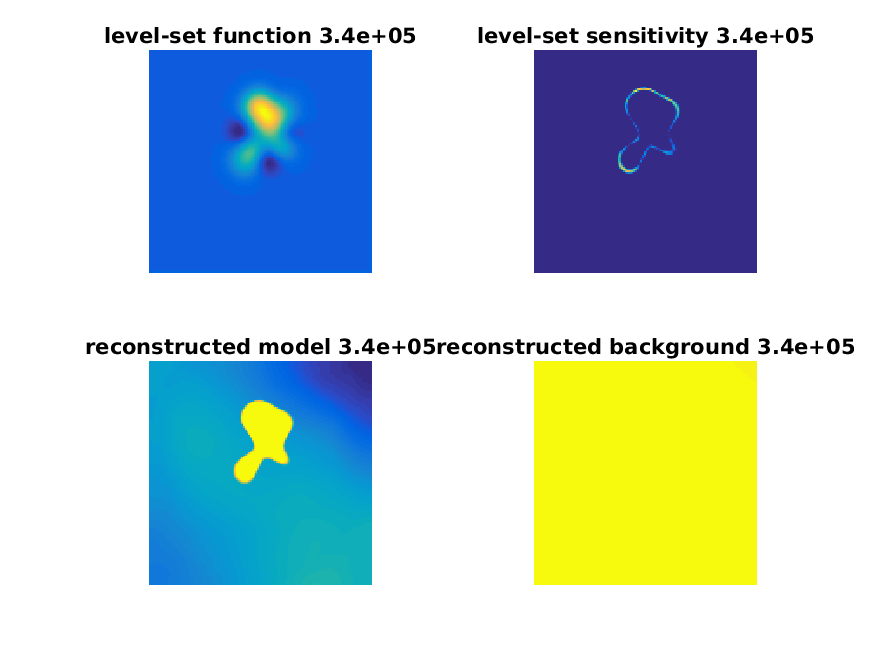 level-set function 3.4e+05
level-set sensitivity 3.4e+05
reconstructed model 3.4e+05
reconstructed background 3.4e+05